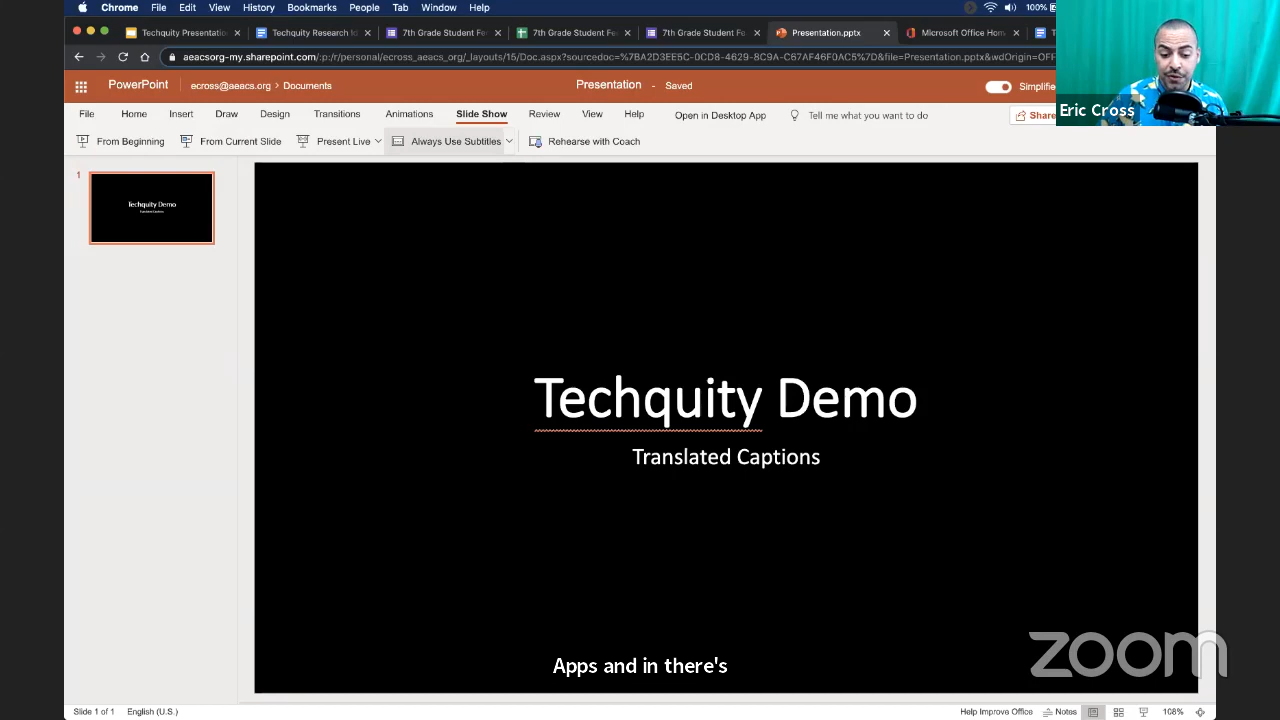 Chrome File Edit View History Bookmarks People Tab Window Help 100%
Techquity Presentation Techquity Research Id 7th Grade Student Fe 7th Grade Student Fe 7th Grade Student Fe Presentation.pptx Microsoft Office Hom
aeacsorg-my.sharepoint.com/:p:/r/personal/ecross_aeacs_org/_layouts/15/Doc.aspx?sourcedoc=%7BA2D3EE5C-0CD8-4629-8C9A-C67AF46F0AC5%7D&file=Presentation.pptx&wdOrigin=OFF
PowerPoint ecross@aeacs.org > Documents Presentation - Saved Simplifie
Eric Cross
File Home Insert Draw Design Transitions Animations Slide Show Review View Help Open in Desktop App Tell me what you want to do Share
From Beginning From Current Slide Present Live Always Use Subtitles Rehearse with Coach
1
Techquity Demo
Translated Captions
Techquity Demo
Translated Captions
Apps and in there's
zoom
Slide 1 of 1 English (U.S.) Help Improve Office Notes 108%